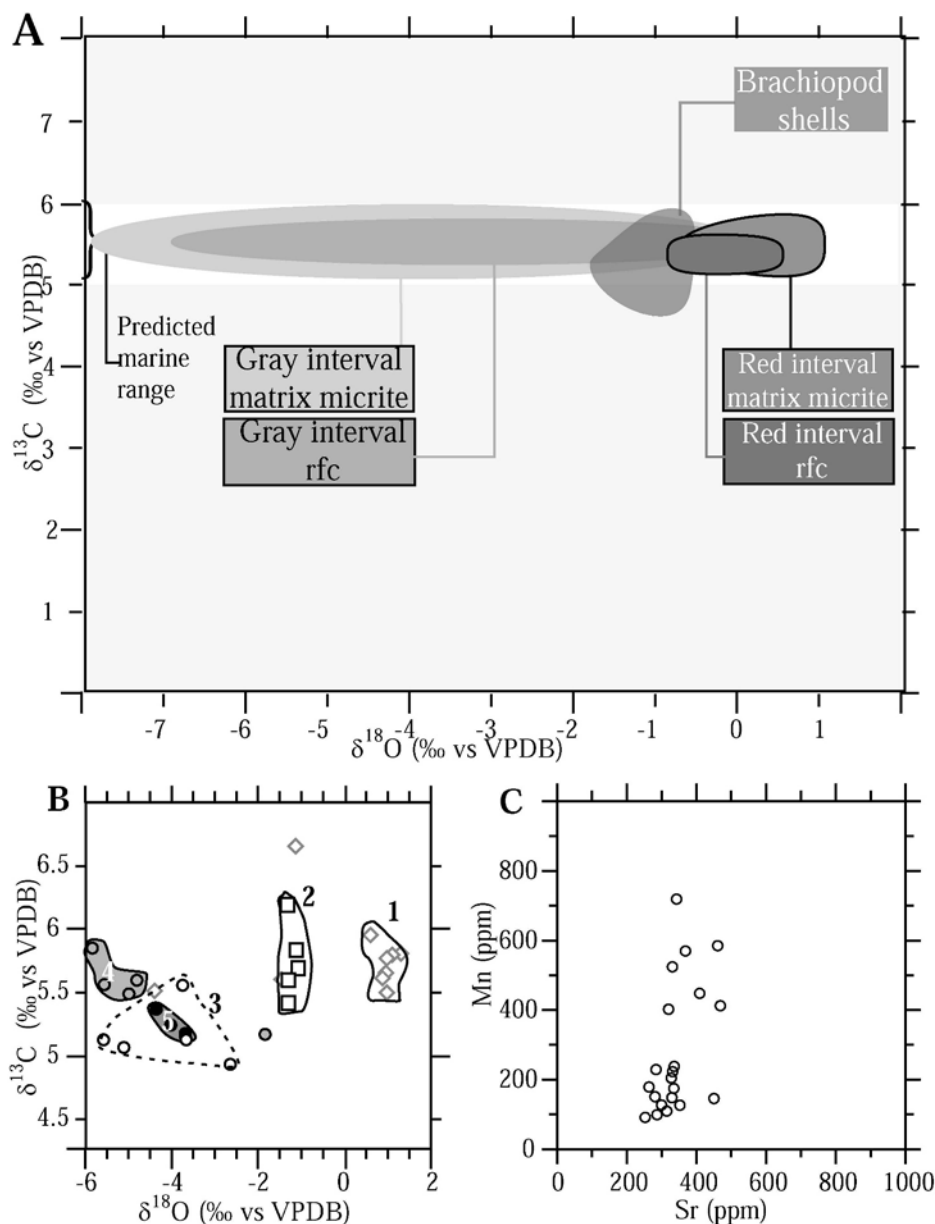 A
7
6
5
4
3
2
1
δ¹³C (‰ vs VPDB)
Brachiopod
shells
Predicted
marine
range
Gray interval
matrix micrite
Gray interval
rfc
Red interval
matrix micrite
Red interval
rfc
-7
-6
-5
-4
-3
-2
-1
0
1
δ¹⁸O (‰ vs VPDB)
B
6.5
6
5.5
5
4.5
δ¹³C (‰ vs VPDB)
1
2
3
4
5
-6
-4
-2
0
2
δ¹⁸O (‰ vs VPDB)
C
800
600
400
200
0
Mn (ppm)
0
200
400
600
800
1000
Sr (ppm)